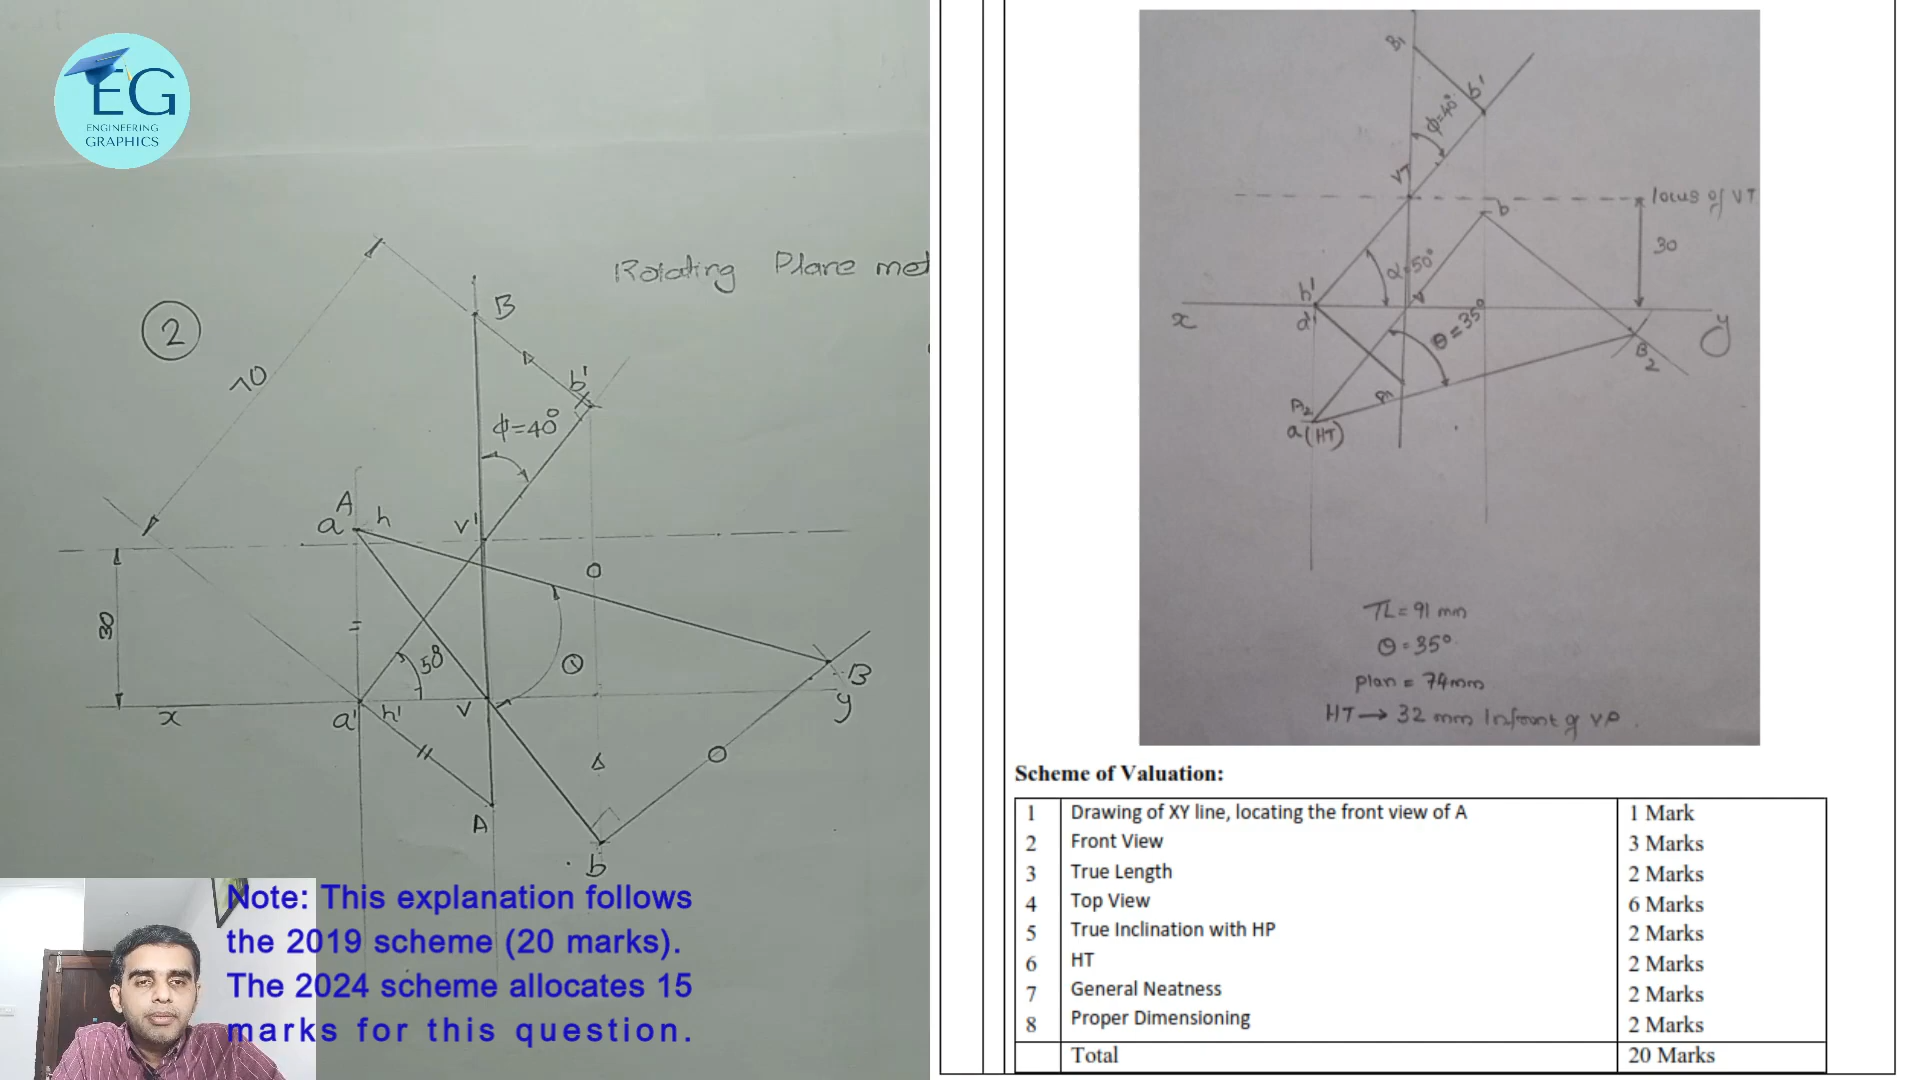 EG
ENGINEERING
GRAPHICS
Rotating Plane met
2
70
B
b'
ϕ=40°
A
a
h
v'
O
30
50
θ
B
x
a'
h'
v
y
A
b
Note: This explanation follows
the 2019 scheme (20 marks).
The 2024 scheme allocates 15
marks for this question.
B1
b'
ϕ=40°
VT
locus of VT
b
30
α=50°
h'
a'
v
x
y
θ=35°
B2
A1
A2
a(HT)
TL = 91 mm
θ = 35°
plan = 74mm
HT → 32 mm Infront of VP.
Scheme of Valuation:
1 Drawing of XY line, locating the front view of A 1 Mark
2 Front View 3 Marks
3 True Length 2 Marks
4 Top View 6 Marks
5 True Inclination with HP 2 Marks
6 HT 2 Marks
7 General Neatness 2 Marks
8 Proper Dimensioning 2 Marks
Total 20 Marks